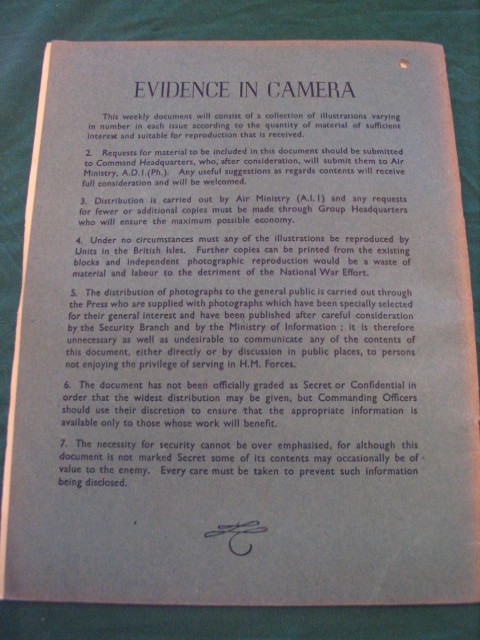 EVIDENCE IN CAMERA
This weekly document will consist of a collection of illustrations varying
in number in each issue according to the quantity of material of sufficient
interest and suitable for reproduction that is received.
2. Requests for material to be included in this document should be submitted
to Command Headquarters, who, after consideration, will submit them to Air
Ministry, A.D.I.(Ph.). Any useful suggestions as regards contents will receive
full consideration and will be welcomed.
3. Distribution is carried out by Air Ministry (A.I.1) and any requests
for fewer or additional copies must be made through Group Headquarters
who will ensure the maximum possible economy.
4. Under no circumstances must any of the illustrations be reproduced by
Units in the British Isles. Further copies can be printed from the existing
blocks and independent photographic reproduction would be a waste of
material and labour to the detriment of the National War Effort.
5. The distribution of photographs to the general public is carried out through
the Press who are supplied with photographs which have been specially selected
for their general interest and have been published after careful consideration
by the Security Branch and by the Ministry of Information ; it is therefore
unnecessary as well as undesirable to communicate any of the contents of
this document, either directly or by discussion in public places, to persons
not enjoying the privilege of serving in H.M. Forces.
6. The document has not been officially graded as Secret or Confidential in
order that the widest distribution may be given, but Commanding Officers
should use their discretion to ensure that the appropriate information is
available only to those whose work will benefit.
7. The necessity for security cannot be over emphasised, for although this
document is not marked Secret some of its contents may occasionally be of
value to the enemy. Every care must be taken to prevent such information
being disclosed.